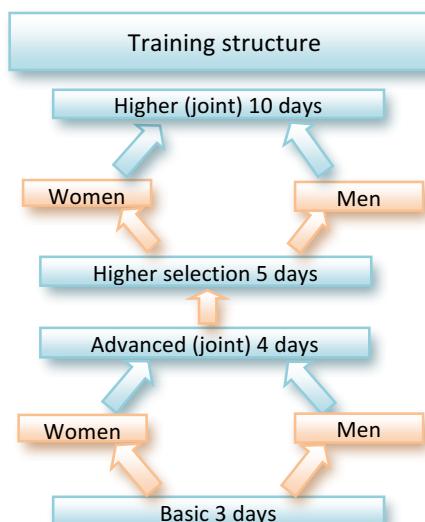 Training structure
Higher (joint) 10 days
Women
Men
Higher selection 5 days
Advanced (joint) 4 days
Women
Men
Basic 3 days